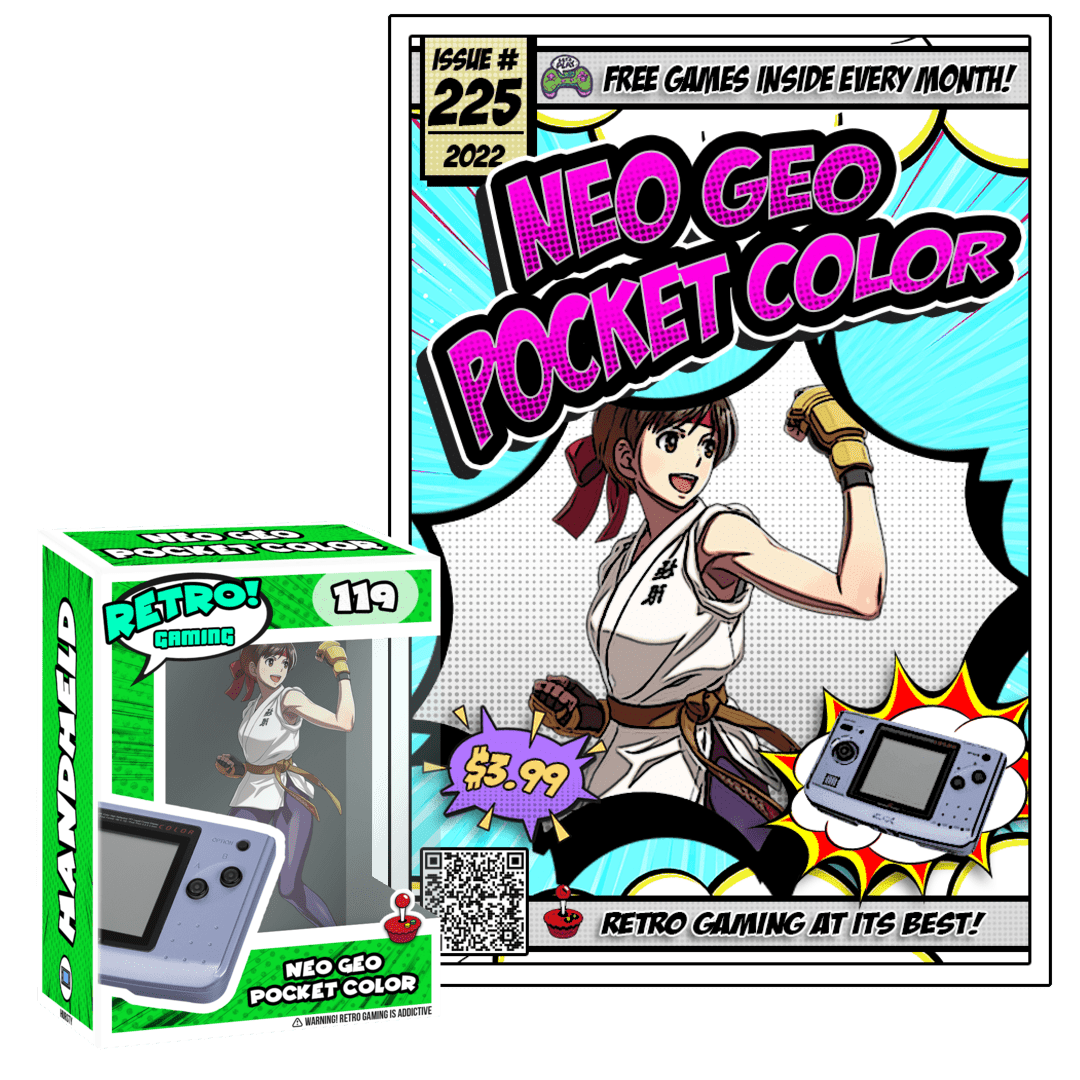 ISSUE #
225
2022
FREE GAMES INSIDE EVERY MONTH!
NEO GEO
POCKET COLOR
$3.99
RETRO GAMING AT ITS BEST!
NEO GEO
POCKET COLOR
RETRO!
GAMING
119
HANDHELD
COLOR
NEO GEO
POCKET COLOR
WARNING! RETRO GAMING IS ADDICTIVE